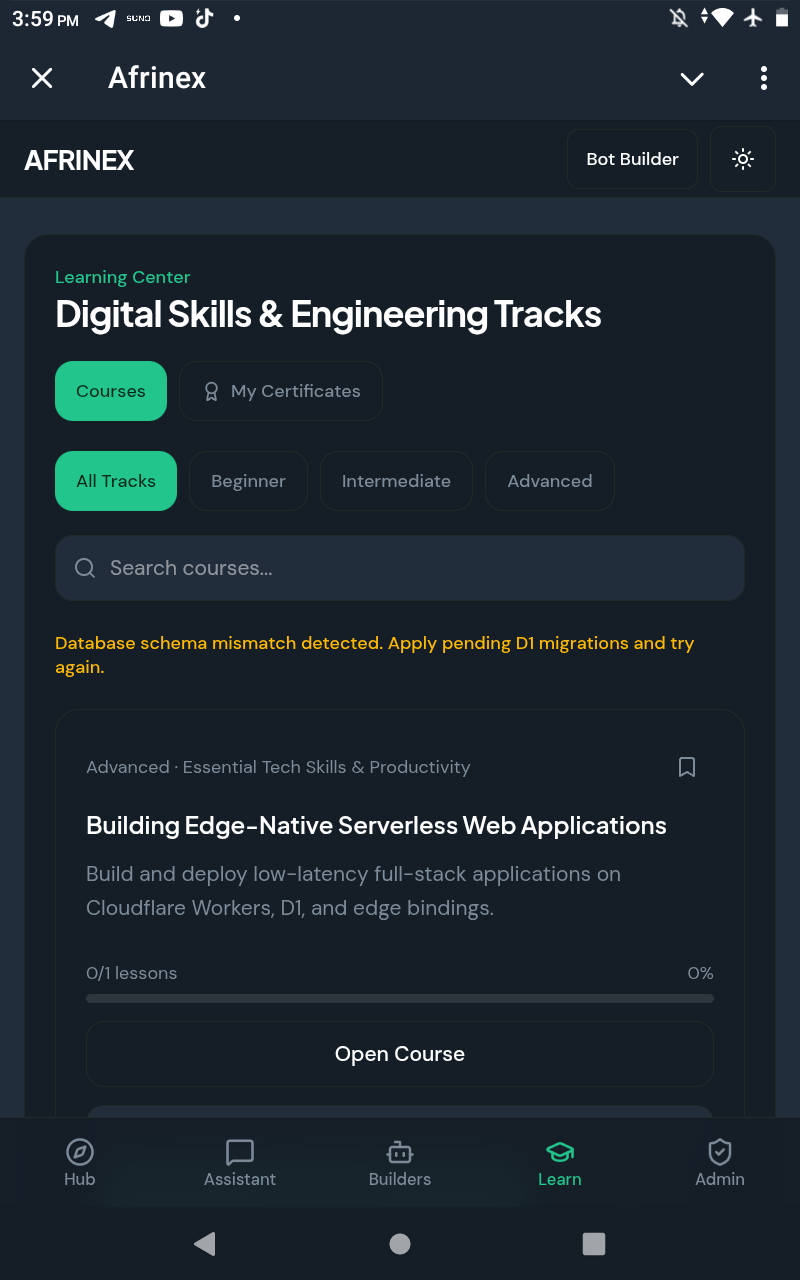 3:59 PM
SUNO
Afrinex
AFRINEX
Bot Builder
Learning Center
Digital Skills & Engineering Tracks
Courses
My Certificates
All Tracks
Beginner
Intermediate
Advanced
Search courses...
Database schema mismatch detected. Apply pending D1 migrations and try
again.
Advanced · Essential Tech Skills & Productivity
Building Edge-Native Serverless Web Applications
Build and deploy low-latency full-stack applications on
Cloudflare Workers, D1, and edge bindings.
0/1 lessons
0%
Open Course
Hub
Assistant
Builders
Learn
Admin